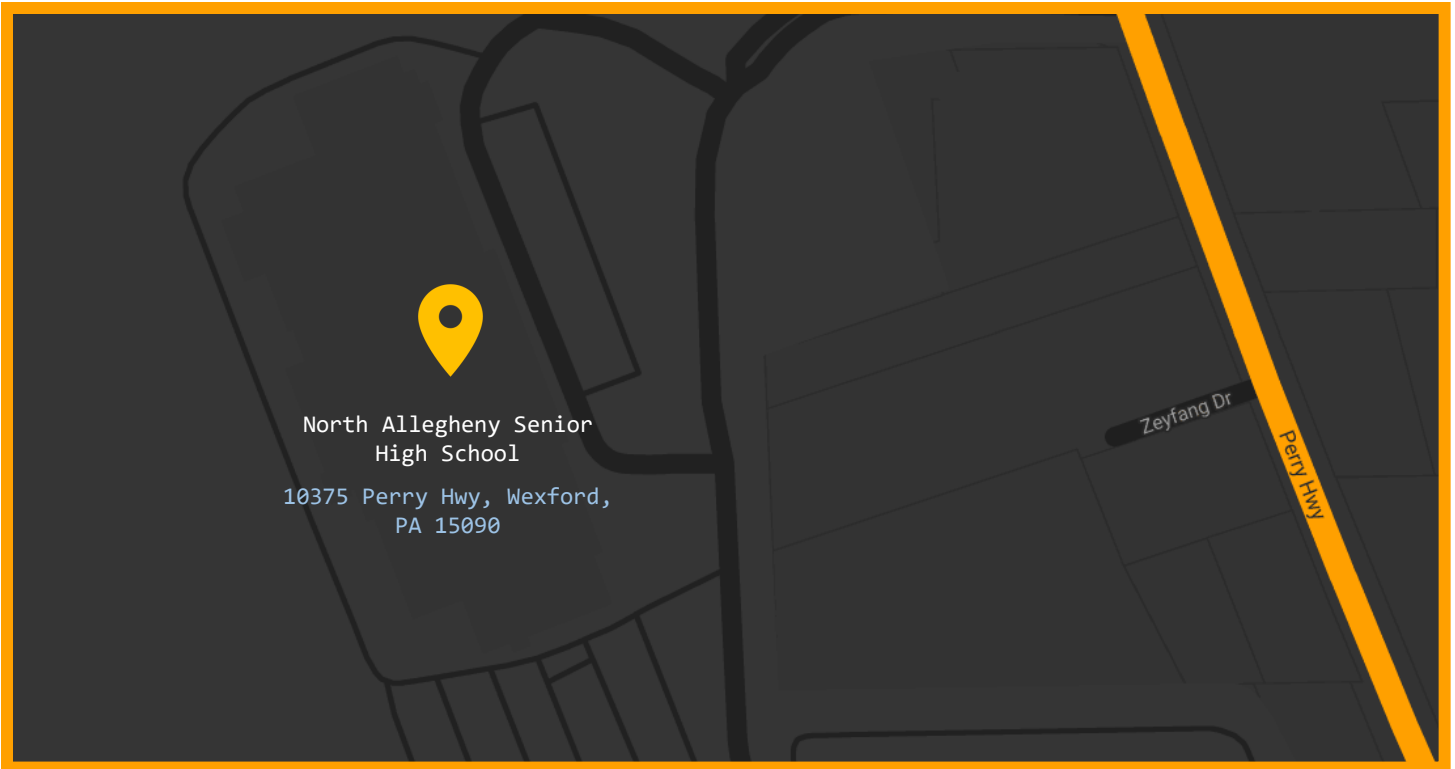 North Allegheny Senior
High School
10375 Perry Hwy, Wexford,
PA 15090
Zeyfang Dr
Perry Hwy